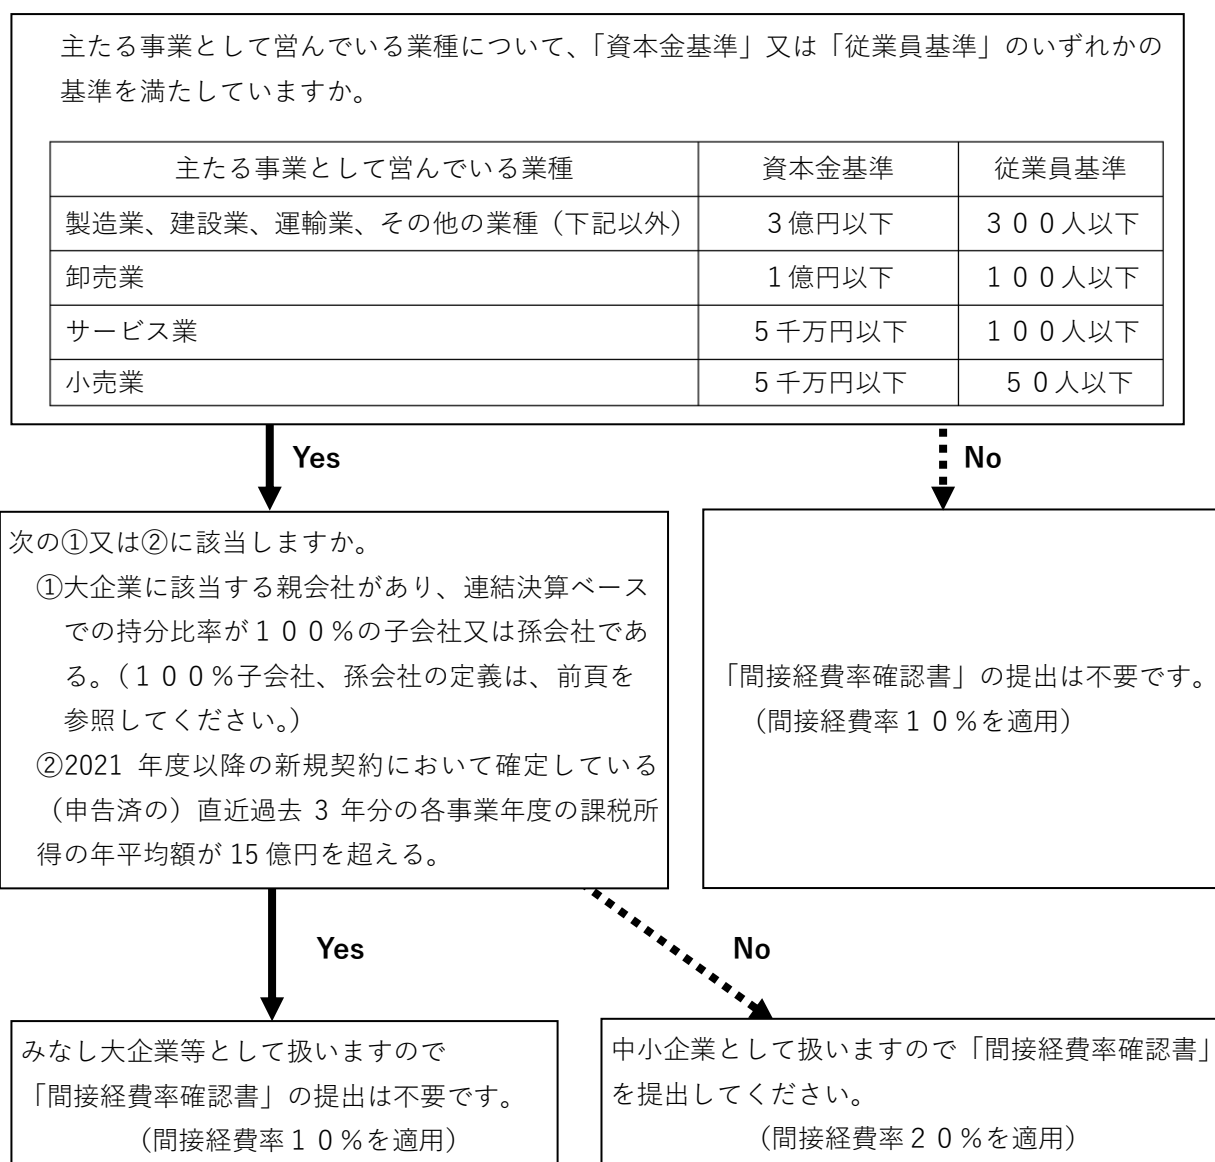 主たる事業として営んでいる業種について、「資本金基準」又は「従業員基準」のいずれかの
基準を満たしていますか。
主たる事業として営んでいる業種 資本金基準 従業員基準
製造業、建設業、運輸業、その他の業種（下記以外） 3億円以下 ３００人以下
卸売業 1億円以下 １００人以下
サービス業 5千万円以下 １００人以下
小売業 5千万円以下 ５０人以下
Yes
No
次の①又は②に該当しますか。
①大企業に該当する親会社があり、連結決算ベース
での持分比率が１００％の子会社又は孫会社であ
る。（１００％子会社、孫会社の定義は、前頁を
参照してください。）
②2021 年度以降の新規契約において確定している
（申告済の）直近過去 3 年分の各事業年度の課税所
得の年平均額が 15 億円を超える。
「間接経費率確認書」の提出は不要です。
（間接経費率１０％を適用）
Yes
No
みなし大企業等として扱いますので
「間接経費率確認書」の提出は不要です。
（間接経費率１０％を適用）
中小企業として扱いますので「間接経費率確認書」
を提出してください。
（間接経費率２０％を適用）